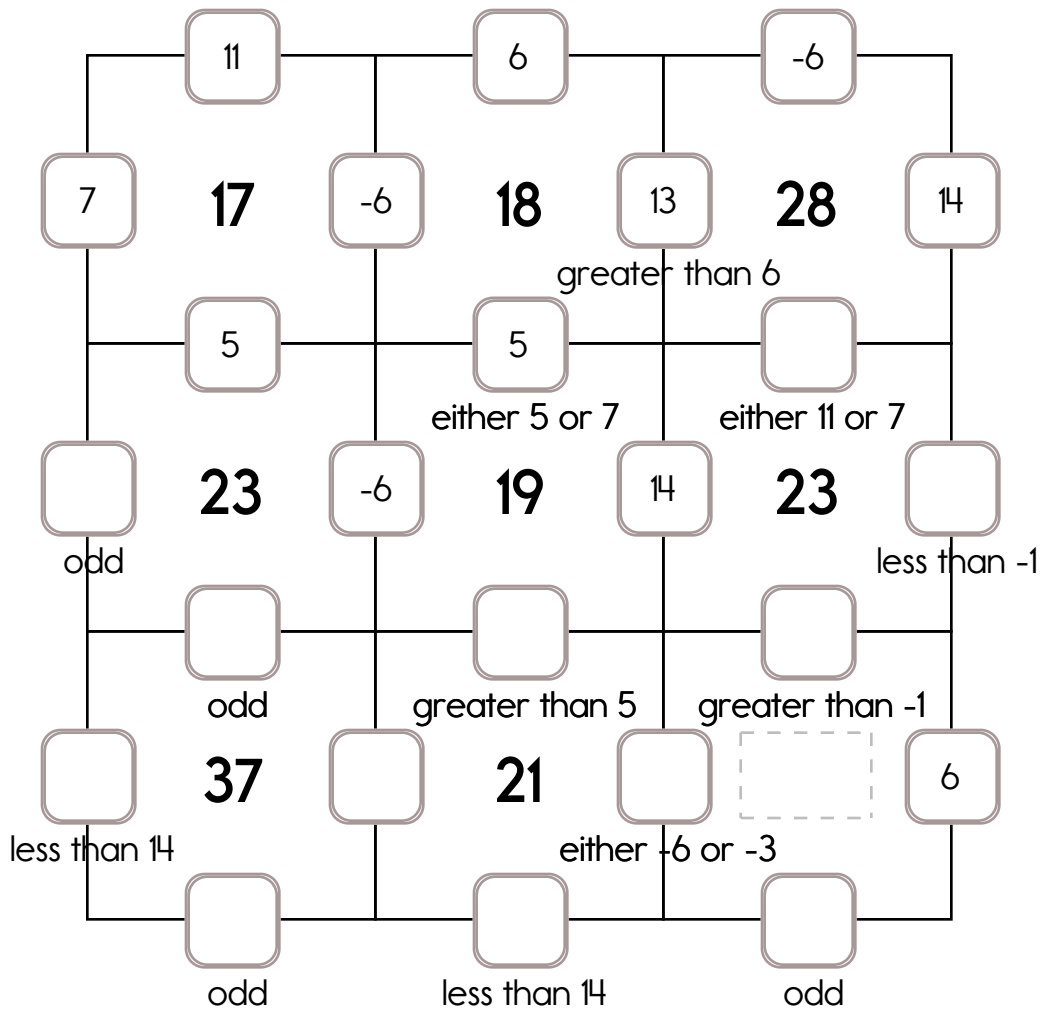 11 6 -6
7 17 -6 18 13 28 14
greater than 6
5 5
either 5 or 7 either 11 or 7
23 -6 19 14 23
odd less than -1
odd greater than 5 greater than -1
37 21 6
less than 14 either -6 or -3
odd less than 14 odd